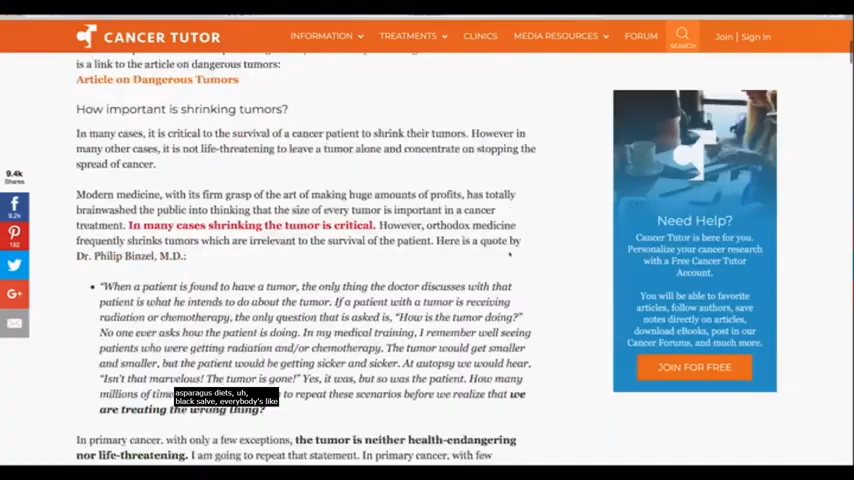 CANCER TUTOR
INFORMATION
TREATMENTS
CLINICS
MEDIA RESOURCES
FORUM
SEARCH
Join | Sign In
is a link to the article on dangerous tumors:
Article on Dangerous Tumors
How important is shrinking tumors?
In many cases, it is critical to the survival of a cancer patient to shrink their tumors. However in
many other cases, it is not life-threatening to leave a tumor alone and concentrate on stopping the
spread of cancer.
Modern medicine, with its firm grasp of the art of making huge amounts of profits, has totally
brainwashed the public into thinking that the size of every tumor is important in a cancer
treatment. In many cases shrinking the tumor is critical. However, orthodox medicine
frequently shrinks tumors which are irrelevant to the survival of the patient. Here is a quote by
Dr. Philip Binzel, M.D.:
"When a patient is found to have a tumor, the only thing the doctor discusses with that
patient is what he intends to do about the tumor. If a patient with a tumor is receiving
radiation or chemotherapy, the only question that is asked is, "How is the tumor doing?"
No one ever asks how the patient is doing. In my medical training, I remember well seeing
patients who were getting radiation and/or chemotherapy. The tumor would get smaller
and smaller, but the patient would be getting sicker and sicker. At autopsy we would hear,
"Isn't that marvelous! The tumor is gone!" Yes, it was, but so was the patient. How many
millions of time to repeat these scenarios before we realize that we
are treating the wrong thing?
asparagus diets, uh,
black salve, everybody's like
In primary cancer, with only a few exceptions, the tumor is neither health-endangering
nor life-threatening. I am going to repeat that statement. In primary cancer, with few
9.4k
Shares
9.2k
192
G+
Need Help?
Cancer Tutor is here for you.
Personalize your cancer research
with a Free Cancer Tutor
Account.
You will be able to favorite
articles, follow authors, save
notes directly on articles,
download eBooks, post in our
Cancer Forums, and much more.
JOIN FOR FREE